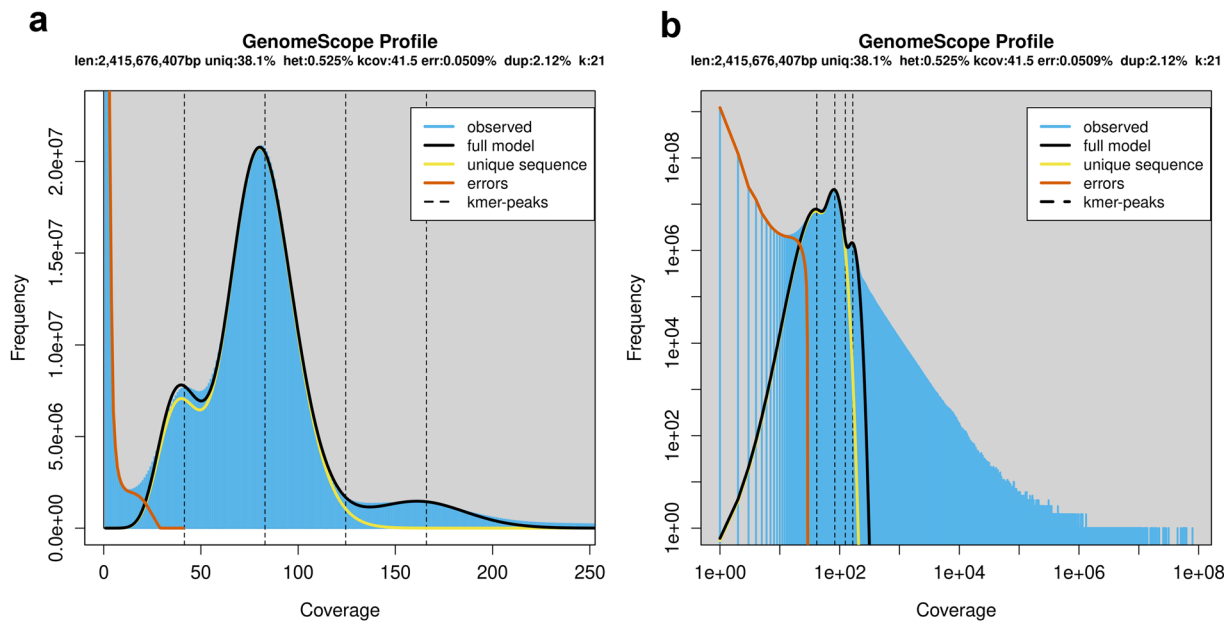 a
GenomeScope Profile
len:2,415,676,407bp uniq:38.1% het:0.525% kcov:41.5 err:0.0509% dup:2.12% k:21
observed
full model
unique sequence
errors
kmer-peaks
Frequency
2.0e+07
1.5e+07
1.0e+07
5.0e+06
0.0e+00
0 50 100 150 200 250
Coverage
b
GenomeScope Profile
len:2,415,676,407bp uniq:38.1% het:0.525% kcov:41.5 err:0.0509% dup:2.12% k:21
observed
full model
unique sequence
errors
kmer-peaks
Frequency
1e+08
1e+06
1e+04
1e+02
1e+00
1e+00 1e+02 1e+04 1e+06 1e+08
Coverage